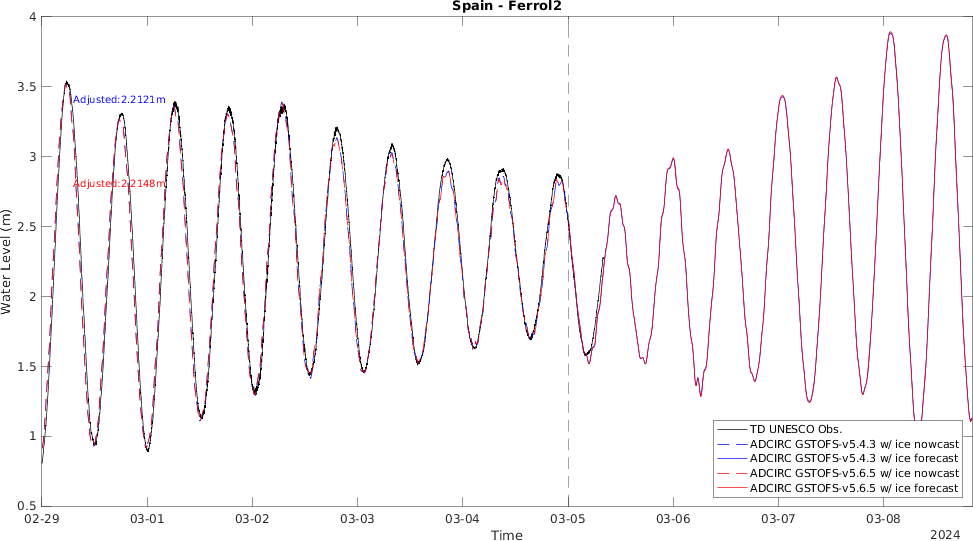 Spain - Ferrol2
4
3.5
3
2.5
2
1.5
1
0.5
Water Level (m)
Adjusted:2.2121m
Adjusted:2.2148m
TD UNESCO Obs.
ADCIRC GSTOFS-v5.4.3 w/ ice nowcast
ADCIRC GSTOFS-v5.4.3 w/ ice forecast
ADCIRC GSTOFS-v5.6.5 w/ ice nowcast
ADCIRC GSTOFS-v5.6.5 w/ ice forecast
02-29 03-01 03-02 03-03 03-04 03-05 03-06 03-07 03-08
Time
2024